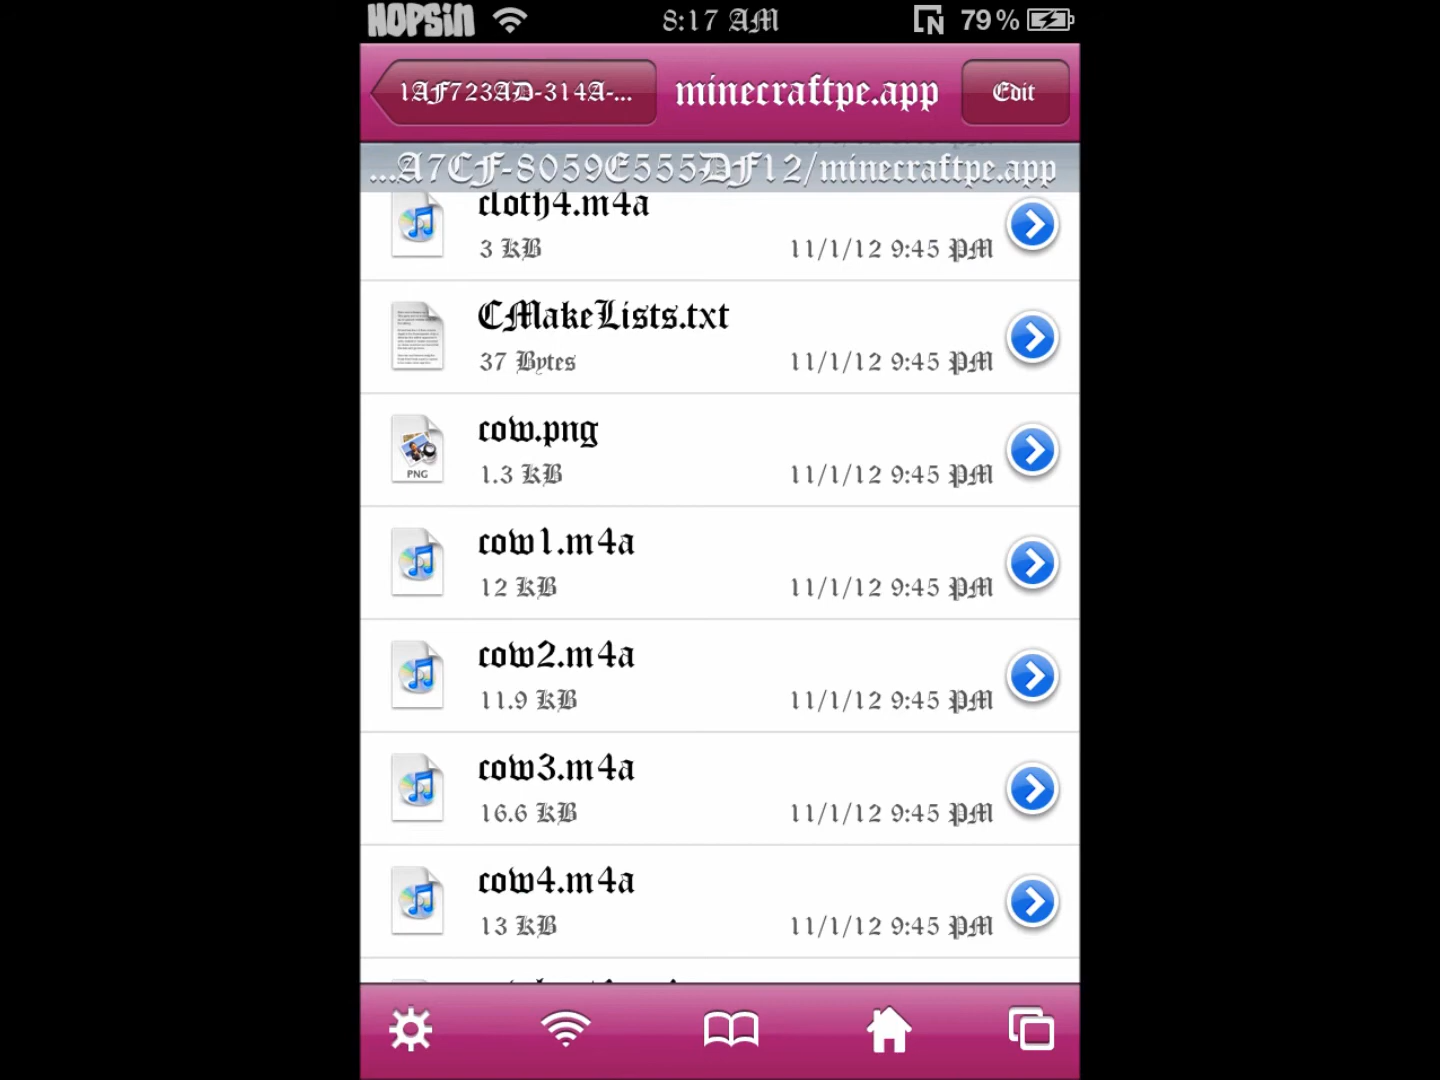 HOPSIN 8:17 AM N 79%
1AF723AD-314A-... minecraftpe.app Edit
...A7CF-8059E555DF12/minecraftpe.app
cloth4.m4a
3 KB 11/1/12 9:45 PM
CMakeLists.txt
37 Bytes 11/1/12 9:45 PM
cow.png
PNG 1.3 KB 11/1/12 9:45 PM
cow1.m4a
12 KB 11/1/12 9:45 PM
cow2.m4a
11.9 KB 11/1/12 9:45 PM
cow3.m4a
16.6 KB 11/1/12 9:45 PM
cow4.m4a
13 KB 11/1/12 9:45 PM